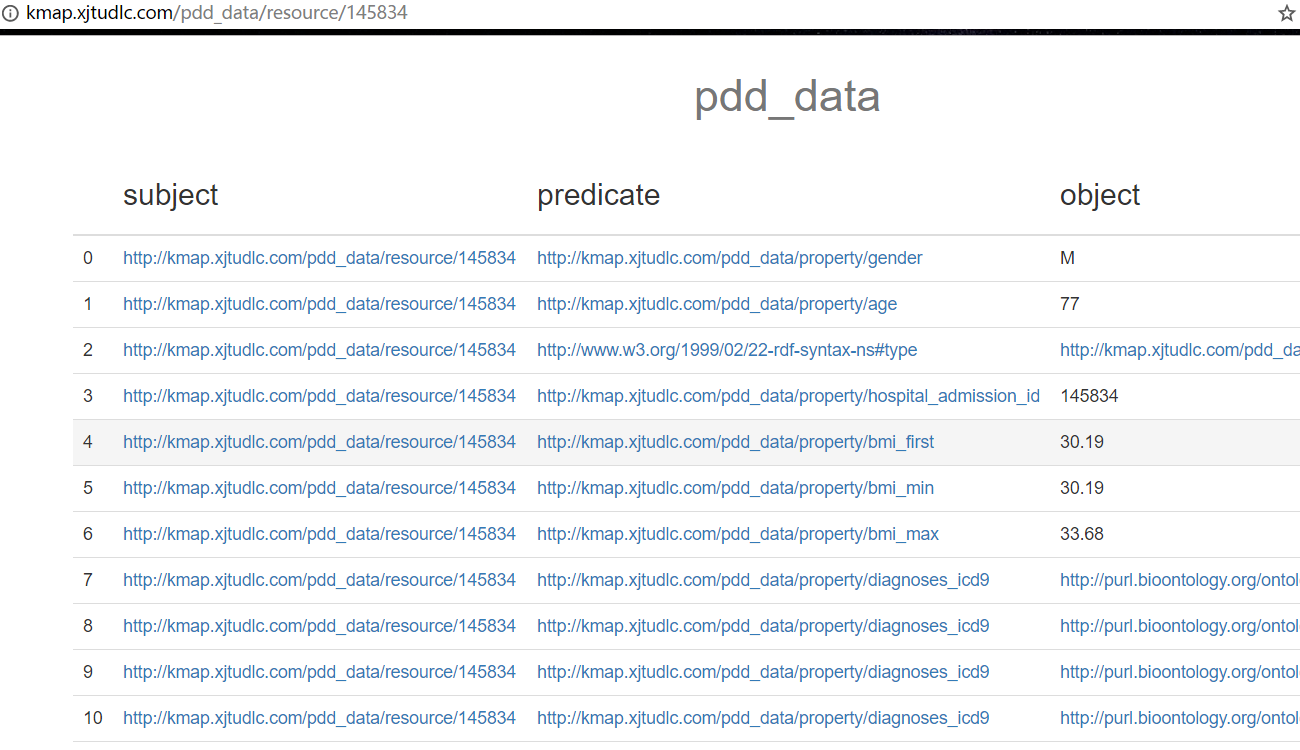 kmap.xjtudlc.com/pdd_data/resource/145834
pdd_data
subject predicate object
0 http://kmap.xjtudlc.com/pdd_data/resource/145834 http://kmap.xjtudlc.com/pdd_data/property/gender M
1 http://kmap.xjtudlc.com/pdd_data/resource/145834 http://kmap.xjtudlc.com/pdd_data/property/age 77
2 http://kmap.xjtudlc.com/pdd_data/resource/145834 http://www.w3.org/1999/02/22-rdf-syntax-ns#type http://kmap.xjtudlc.com/pdd_da
3 http://kmap.xjtudlc.com/pdd_data/resource/145834 http://kmap.xjtudlc.com/pdd_data/property/hospital_admission_id 145834
4 http://kmap.xjtudlc.com/pdd_data/resource/145834 http://kmap.xjtudlc.com/pdd_data/property/bmi_first 30.19
5 http://kmap.xjtudlc.com/pdd_data/resource/145834 http://kmap.xjtudlc.com/pdd_data/property/bmi_min 30.19
6 http://kmap.xjtudlc.com/pdd_data/resource/145834 http://kmap.xjtudlc.com/pdd_data/property/bmi_max 33.68
7 http://kmap.xjtudlc.com/pdd_data/resource/145834 http://kmap.xjtudlc.com/pdd_data/property/diagnoses_icd9 http://purl.bioontology.org/ontol
8 http://kmap.xjtudlc.com/pdd_data/resource/145834 http://kmap.xjtudlc.com/pdd_data/property/diagnoses_icd9 http://purl.bioontology.org/ontol
9 http://kmap.xjtudlc.com/pdd_data/resource/145834 http://kmap.xjtudlc.com/pdd_data/property/diagnoses_icd9 http://purl.bioontology.org/ontol
10 http://kmap.xjtudlc.com/pdd_data/resource/145834 http://kmap.xjtudlc.com/pdd_data/property/diagnoses_icd9 http://purl.bioontology.org/ontol